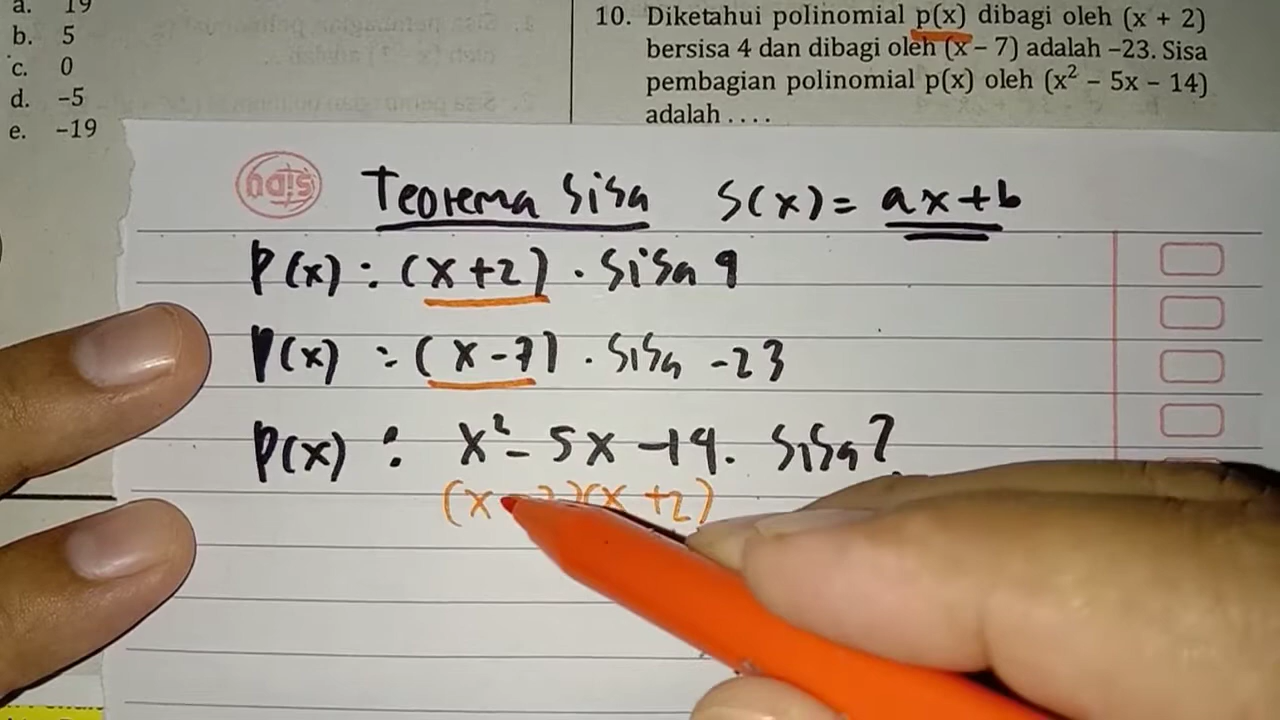 a. 19
b. 5
c. 0
d. –5
e. –19
10. Diketahui polinomial p(x) dibagi oleh (x + 2)
bersisa 4 dan dibagi oleh (x – 7) adalah –23. Sisa
pembagian polinomial p(x) oleh (x² – 5x – 14)
adalah . . . .
Teorema Sisa S(x) = ax+b
P(x) : (x+2) . Sisa 4
P(x) : (x-7) . Sisa -23
P(x) : x² - 5x - 14. Sisa?
(x )(x +2)